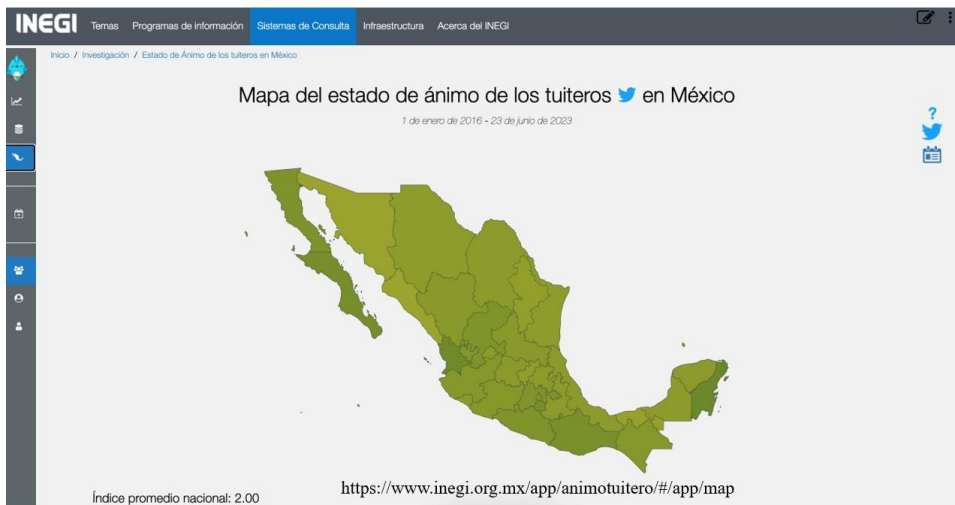 INEGI Temas Programas de información Sistemas de Consulta Infraestructura Acerca del INEGI
Inicio / Investigación / Estado de Ánimo de los tuiteros en México
Mapa del estado de ánimo de los tuiteros en México
1 de enero de 2016 - 23 de junio de 2023
?
https://www.inegi.org.mx/app/animotuitero/#/app/map
Índice promedio nacional: 2.00